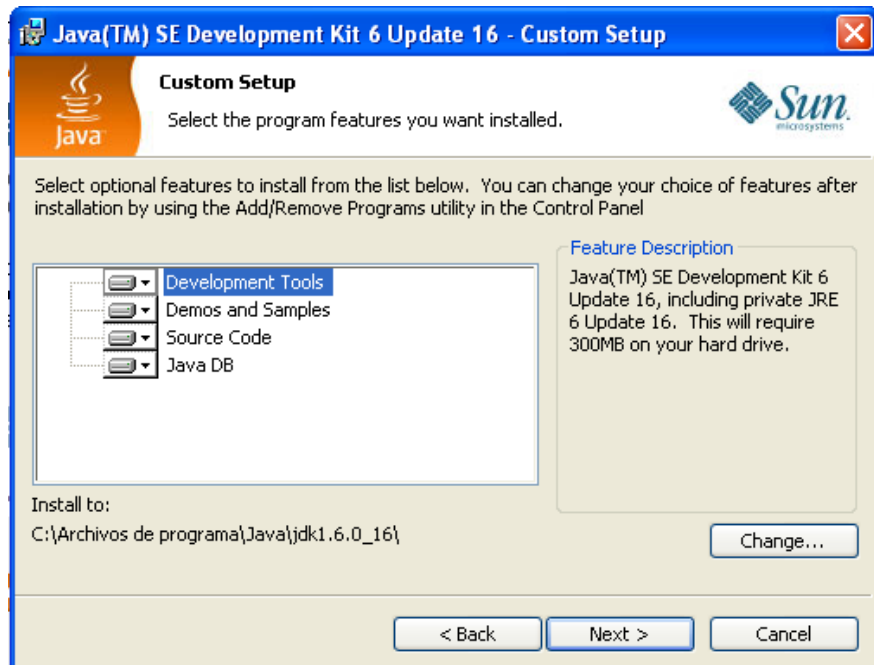 Java(TM) SE Development Kit 6 Update 16 - Custom Setup
Java
Custom Setup
Select the program features you want installed.
Sun
microsystems
Select optional features to install from the list below.  You can change your choice of features after
installation by using the Add/Remove Programs utility in the Control Panel
Development Tools
Demos and Samples
Source Code
Java DB
Feature Description
Java(TM) SE Development Kit 6
Update 16, including private JRE
6 Update 16.  This will require
300MB on your hard drive.
Install to:
C:\Archivos de programa\Java\jdk1.6.0_16\
Change...
< Back
Next >
Cancel